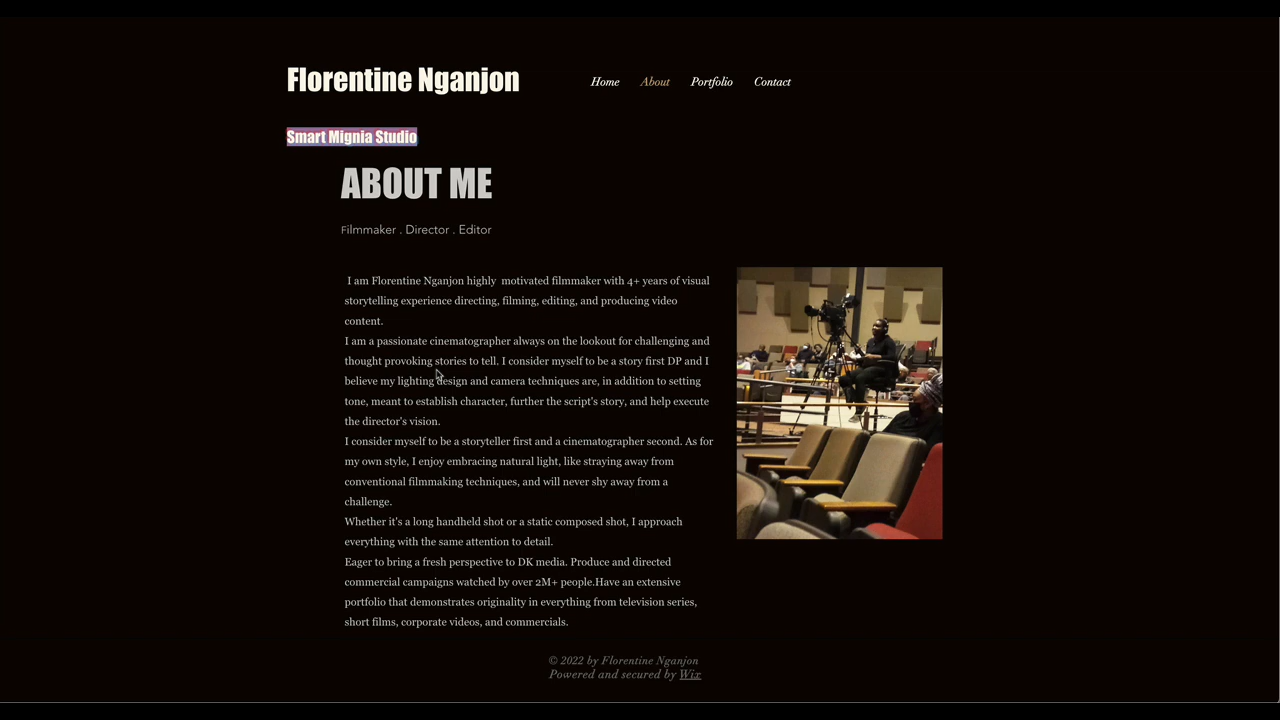 Florentine Nganjon
Home About Portfolio Contact
Smart Mignia Studio
ABOUT ME
Filmmaker . Director . Editor
I am Florentine Nganjon highly motivated filmmaker with 4+ years of visual
storytelling experience directing, filming, editing, and producing video
content.
I am a passionate cinematographer always on the lookout for challenging and
thought provoking stories to tell. I consider myself to be a story first DP and I
believe my lighting design and camera techniques are, in addition to setting
tone, meant to establish character, further the script's story, and help execute
the director's vision.
I consider myself to be a storyteller first and a cinematographer second. As for
my own style, I enjoy embracing natural light, like straying away from
conventional filmmaking techniques, and will never shy away from a
challenge.
Whether it's a long handheld shot or a static composed shot, I approach
everything with the same attention to detail.
Eager to bring a fresh perspective to DK media. Produce and directed
commercial campaigns watched by over 2M+ people.Have an extensive
portfolio that demonstrates originality in everything from television series,
short films, corporate videos, and commercials.
© 2022 by Florentine Nganjon
Powered and secured by Wix